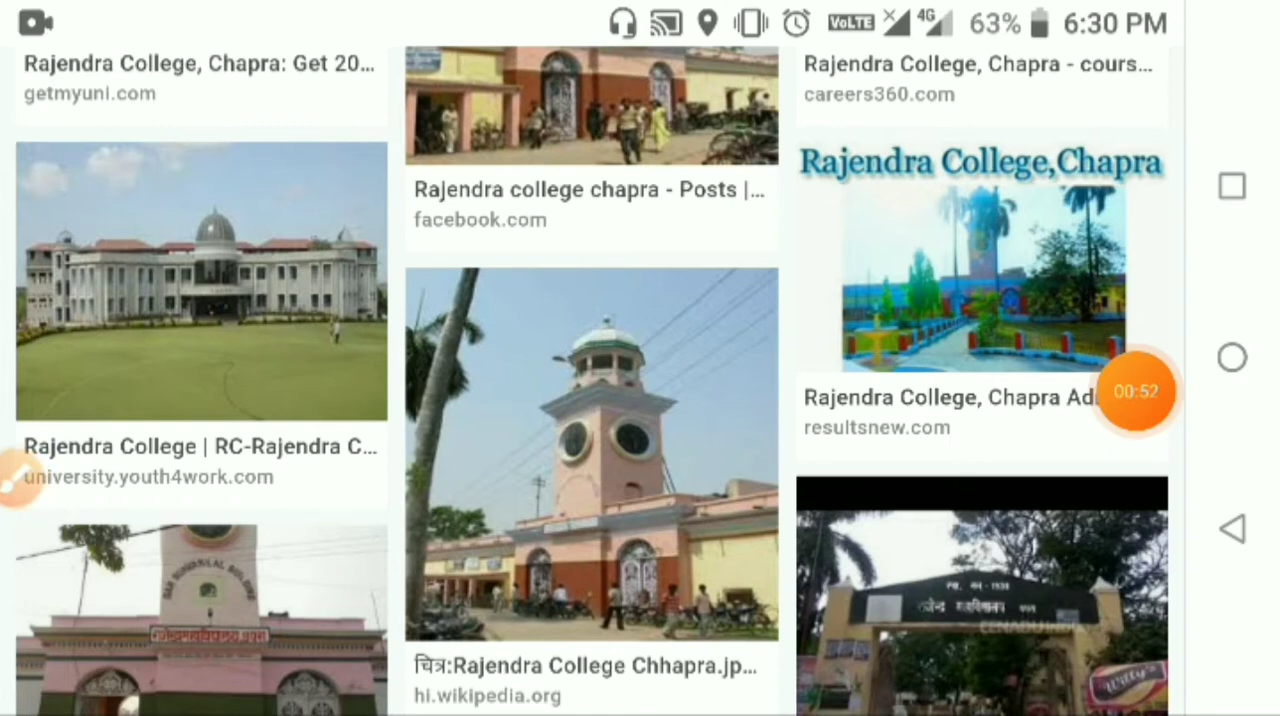 VoLTE 4G 63% 6:30 PM
Rajendra College, Chapra: Get 20...
getmyuni.com
Rajendra College | RC-Rajendra C...
university.youth4work.com
Rajendra college chapra - Posts |...
facebook.com
चित्र:Rajendra College Chhapra.jp...
hi.wikipedia.org
Rajendra College, Chapra - cours...
careers360.com
Rajendra College,Chapra
Rajendra College, Chapra Ad
resultsnew.com
00:52